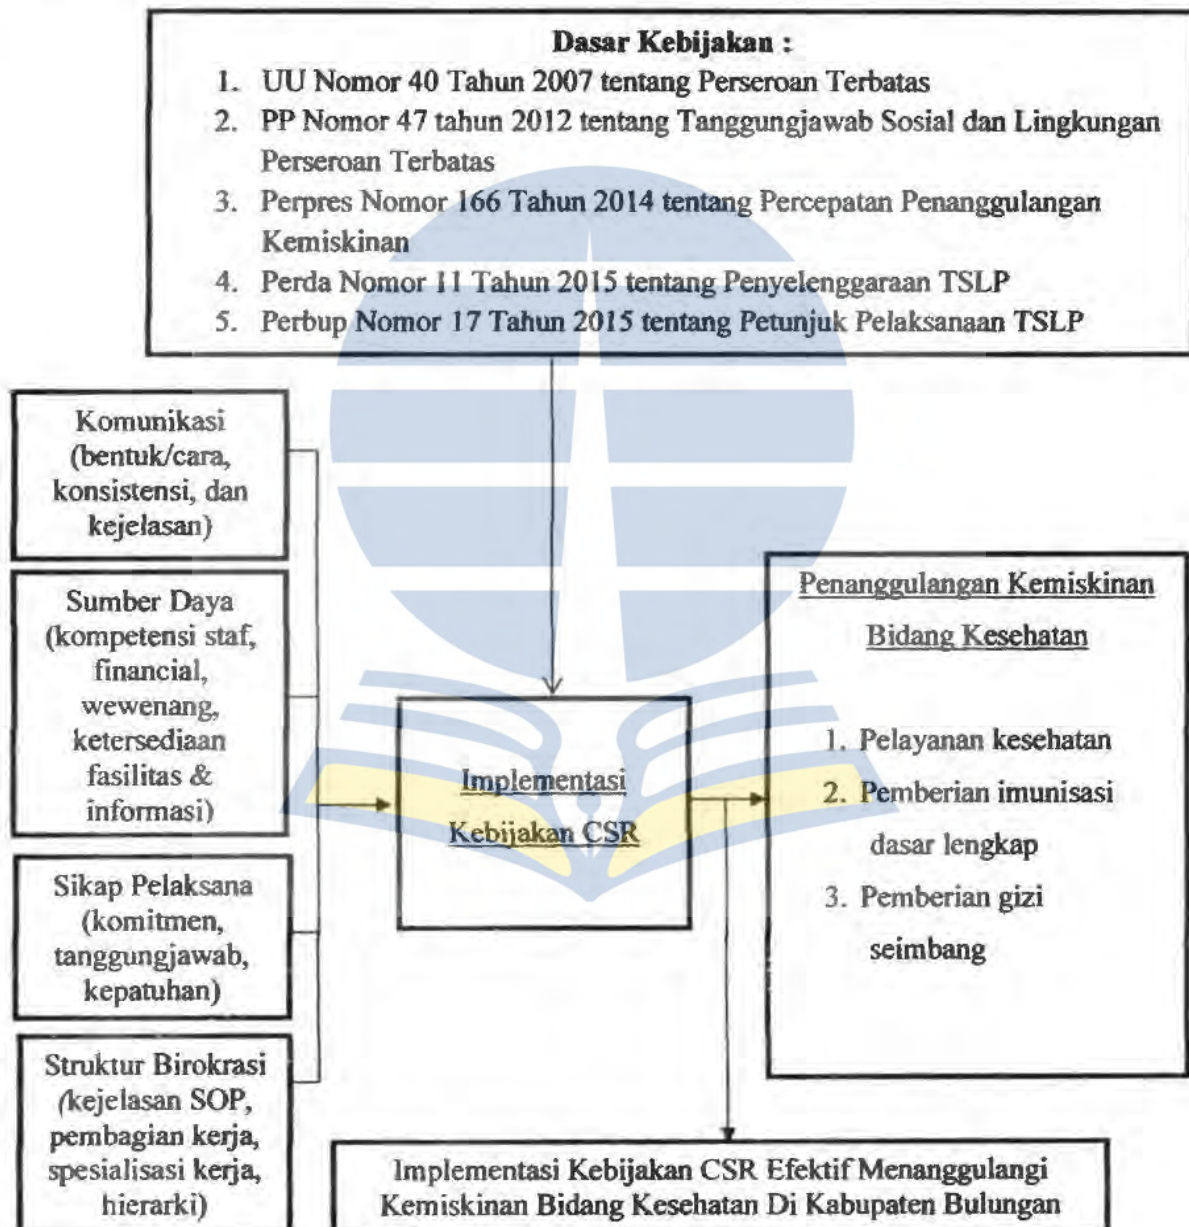 Dasar Kebijakan :
1. UU Nomor 40 Tahun 2007 tentang Perseroan Terbatas
2. PP Nomor 47 tahun 2012 tentang Tanggungjawab Sosial dan Lingkungan
Perseroan Terbatas
3. Perpres Nomor 166 Tahun 2014 tentang Percepatan Penanggulangan
Kemiskinan
4. Perda Nomor 11 Tahun 2015 tentang Penyelenggaraan TSLP
5. Perbup Nomor 17 Tahun 2015 tentang Petunjuk Pelaksanaan TSLP
Komunikasi
(bentuk/cara,
konsistensi, dan
kejelasan)
Sumber Daya
(kompetensi staf,
financial,
wewenang,
ketersediaan
fasilitas &
informasi)
Sikap Pelaksana
(komitmen,
tanggungjawab,
kepatuhan)
Struktur Birokrasi
(kejelasan SOP,
pembagian kerja,
spesialisasi kerja,
hierarki)
Implementasi
Kebijakan CSR
Penanggulangan Kemiskinan
Bidang Kesehatan
1. Pelayanan kesehatan
2. Pemberian imunisasi
dasar lengkap
3. Pemberian gizi
seimbang
Implementasi Kebijakan CSR Efektif Menanggulangi
Kemiskinan Bidang Kesehatan Di Kabupaten Bulungan